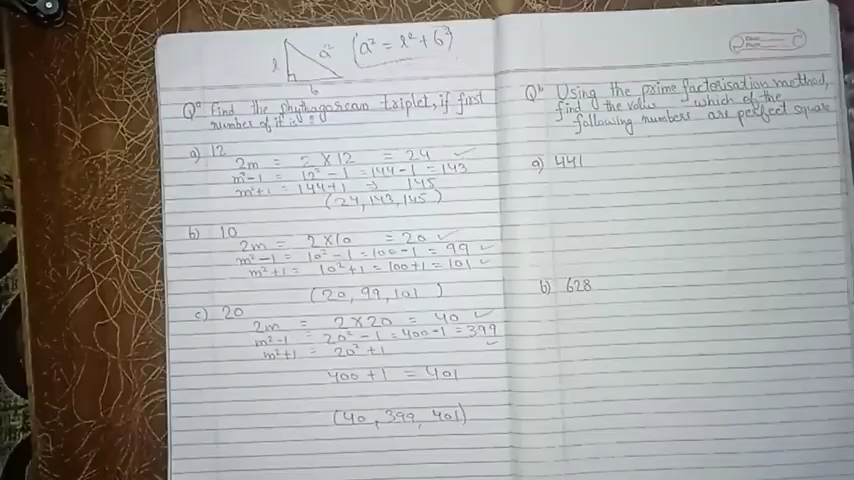 l a² b (a² = l² + b²)
Q⁰ Find the phythagorean triplet, if first
number of it is :
a) 12
2m = 2 × 12 = 24
m² - 1 = 12² - 1 = 144 - 1 = 143
m² + 1 = 144 + 1 ⇒ 145
(24, 143, 145)
b) 10
2m = 2 × 10 = 20
m² - 1 = 10² - 1 = 100 - 1 = 99
m² + 1 = 10² + 1 = 100 + 1 = 101
(20, 99, 101)
c) 20
2m = 2 × 20 = 40
m² - 1 = 20² - 1 = 400 - 1 = 399
m² + 1 = 20² + 1
400 + 1 = 401
(40, 399, 401)
Using the prime factorisation method,
find the value which of the
following numbers are perfect square
a) 441
b) 628